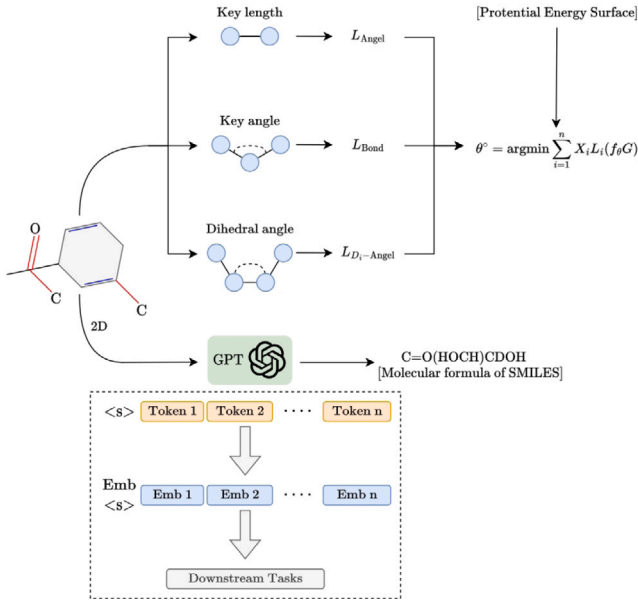 Key length
L_Angel
[Protential Energy Surface]
Key angle
L_Bond
θ° = argmin ∑_{i=1}^{n} X_i L_i(f_θ G)
Dihedral angle
L_{D_i−Angel}
O
C
C
2D
GPT
C=O(HOCH)CDOH
[Molecular formula of SMILES]
<s> Token 1 Token 2 · · · · Token n
Emb
<s> Emb 1 Emb 2 · · · · Emb n
Downstream Tasks